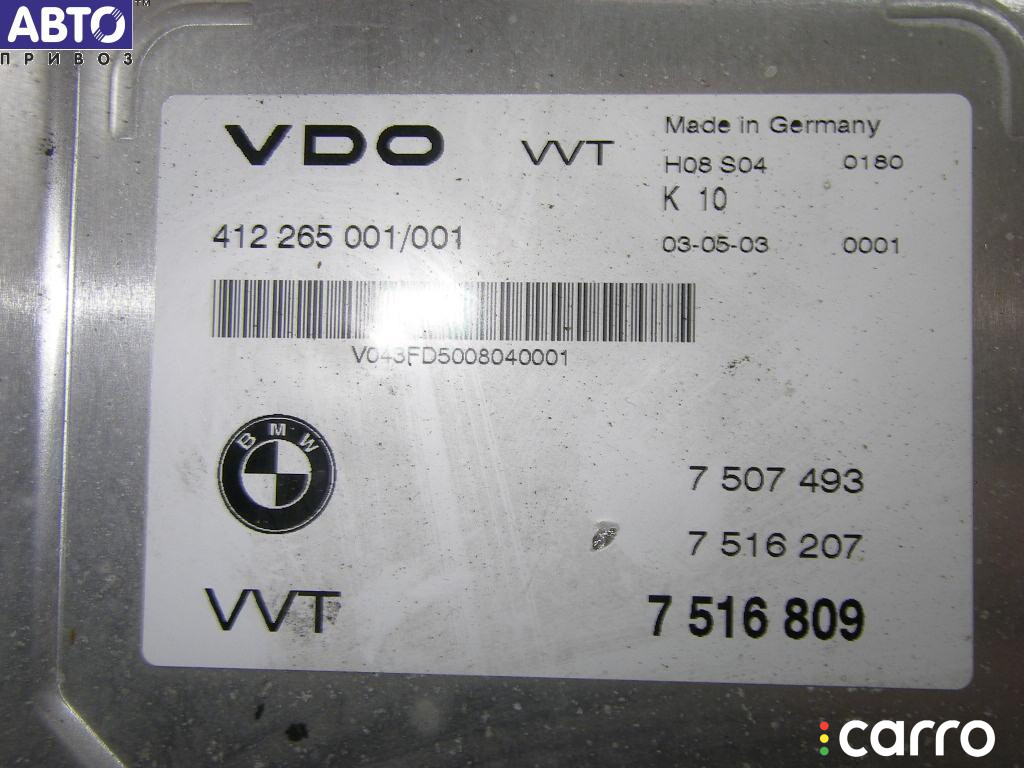 АВТО™
ПРИВОЗ
VDO VVT Made in Germany
H08 S04 0180
K 10
412 265 001/001 03-05-03 0001
V043FD5008040001
BMW
7 507 493
7 516 207
VVT 7 516 809
carro